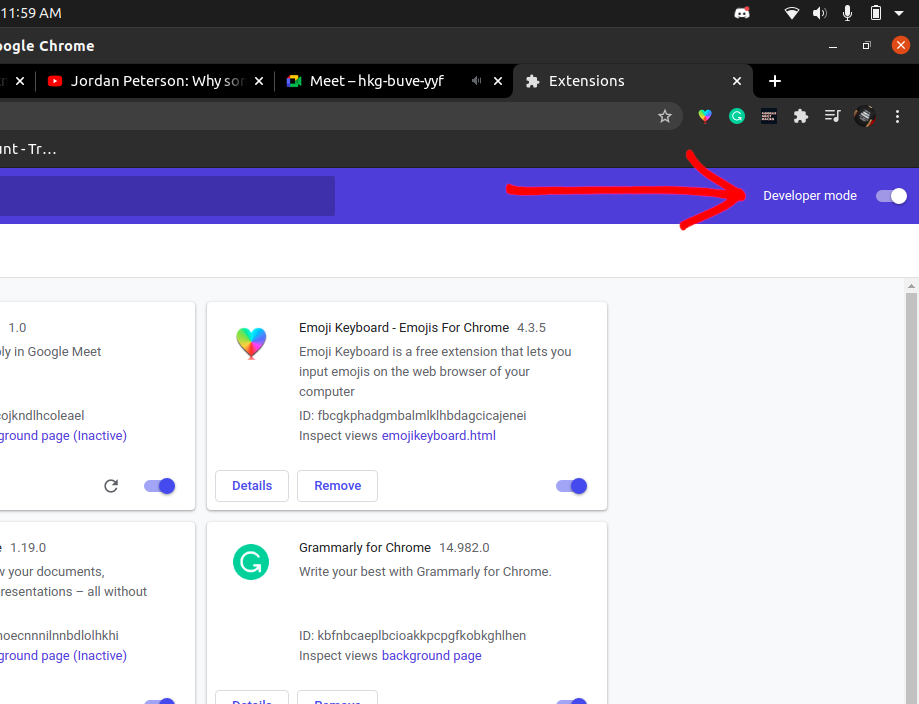 11:59 AM
oogle Chrome
Jordan Peterson: Why sor
Meet – hkg-buve-yyf
Extensions
unt - Tr…
Developer mode
1.0
ply in Google Meet
cojkndlhcoleael
ground page (Inactive)
Emoji Keyboard - Emojis For Chrome 4.3.5
Emoji Keyboard is a free extension that lets you
input emojis on the web browser of your
computer
ID: fbcgkphadgmbalmlklhbdagcicajenei
Inspect views emojikeyboard.html
Details
Remove
e 1.19.0
w your documents,
resentations – all without
noecnnnilnnbdlolhkhi
ground page (Inactive)
Grammarly for Chrome 14.982.0
Write your best with Grammarly for Chrome.
ID: kbfnbcaeplbcioakkpcpgfkobkghlhen
Inspect views background page
Details
Remove